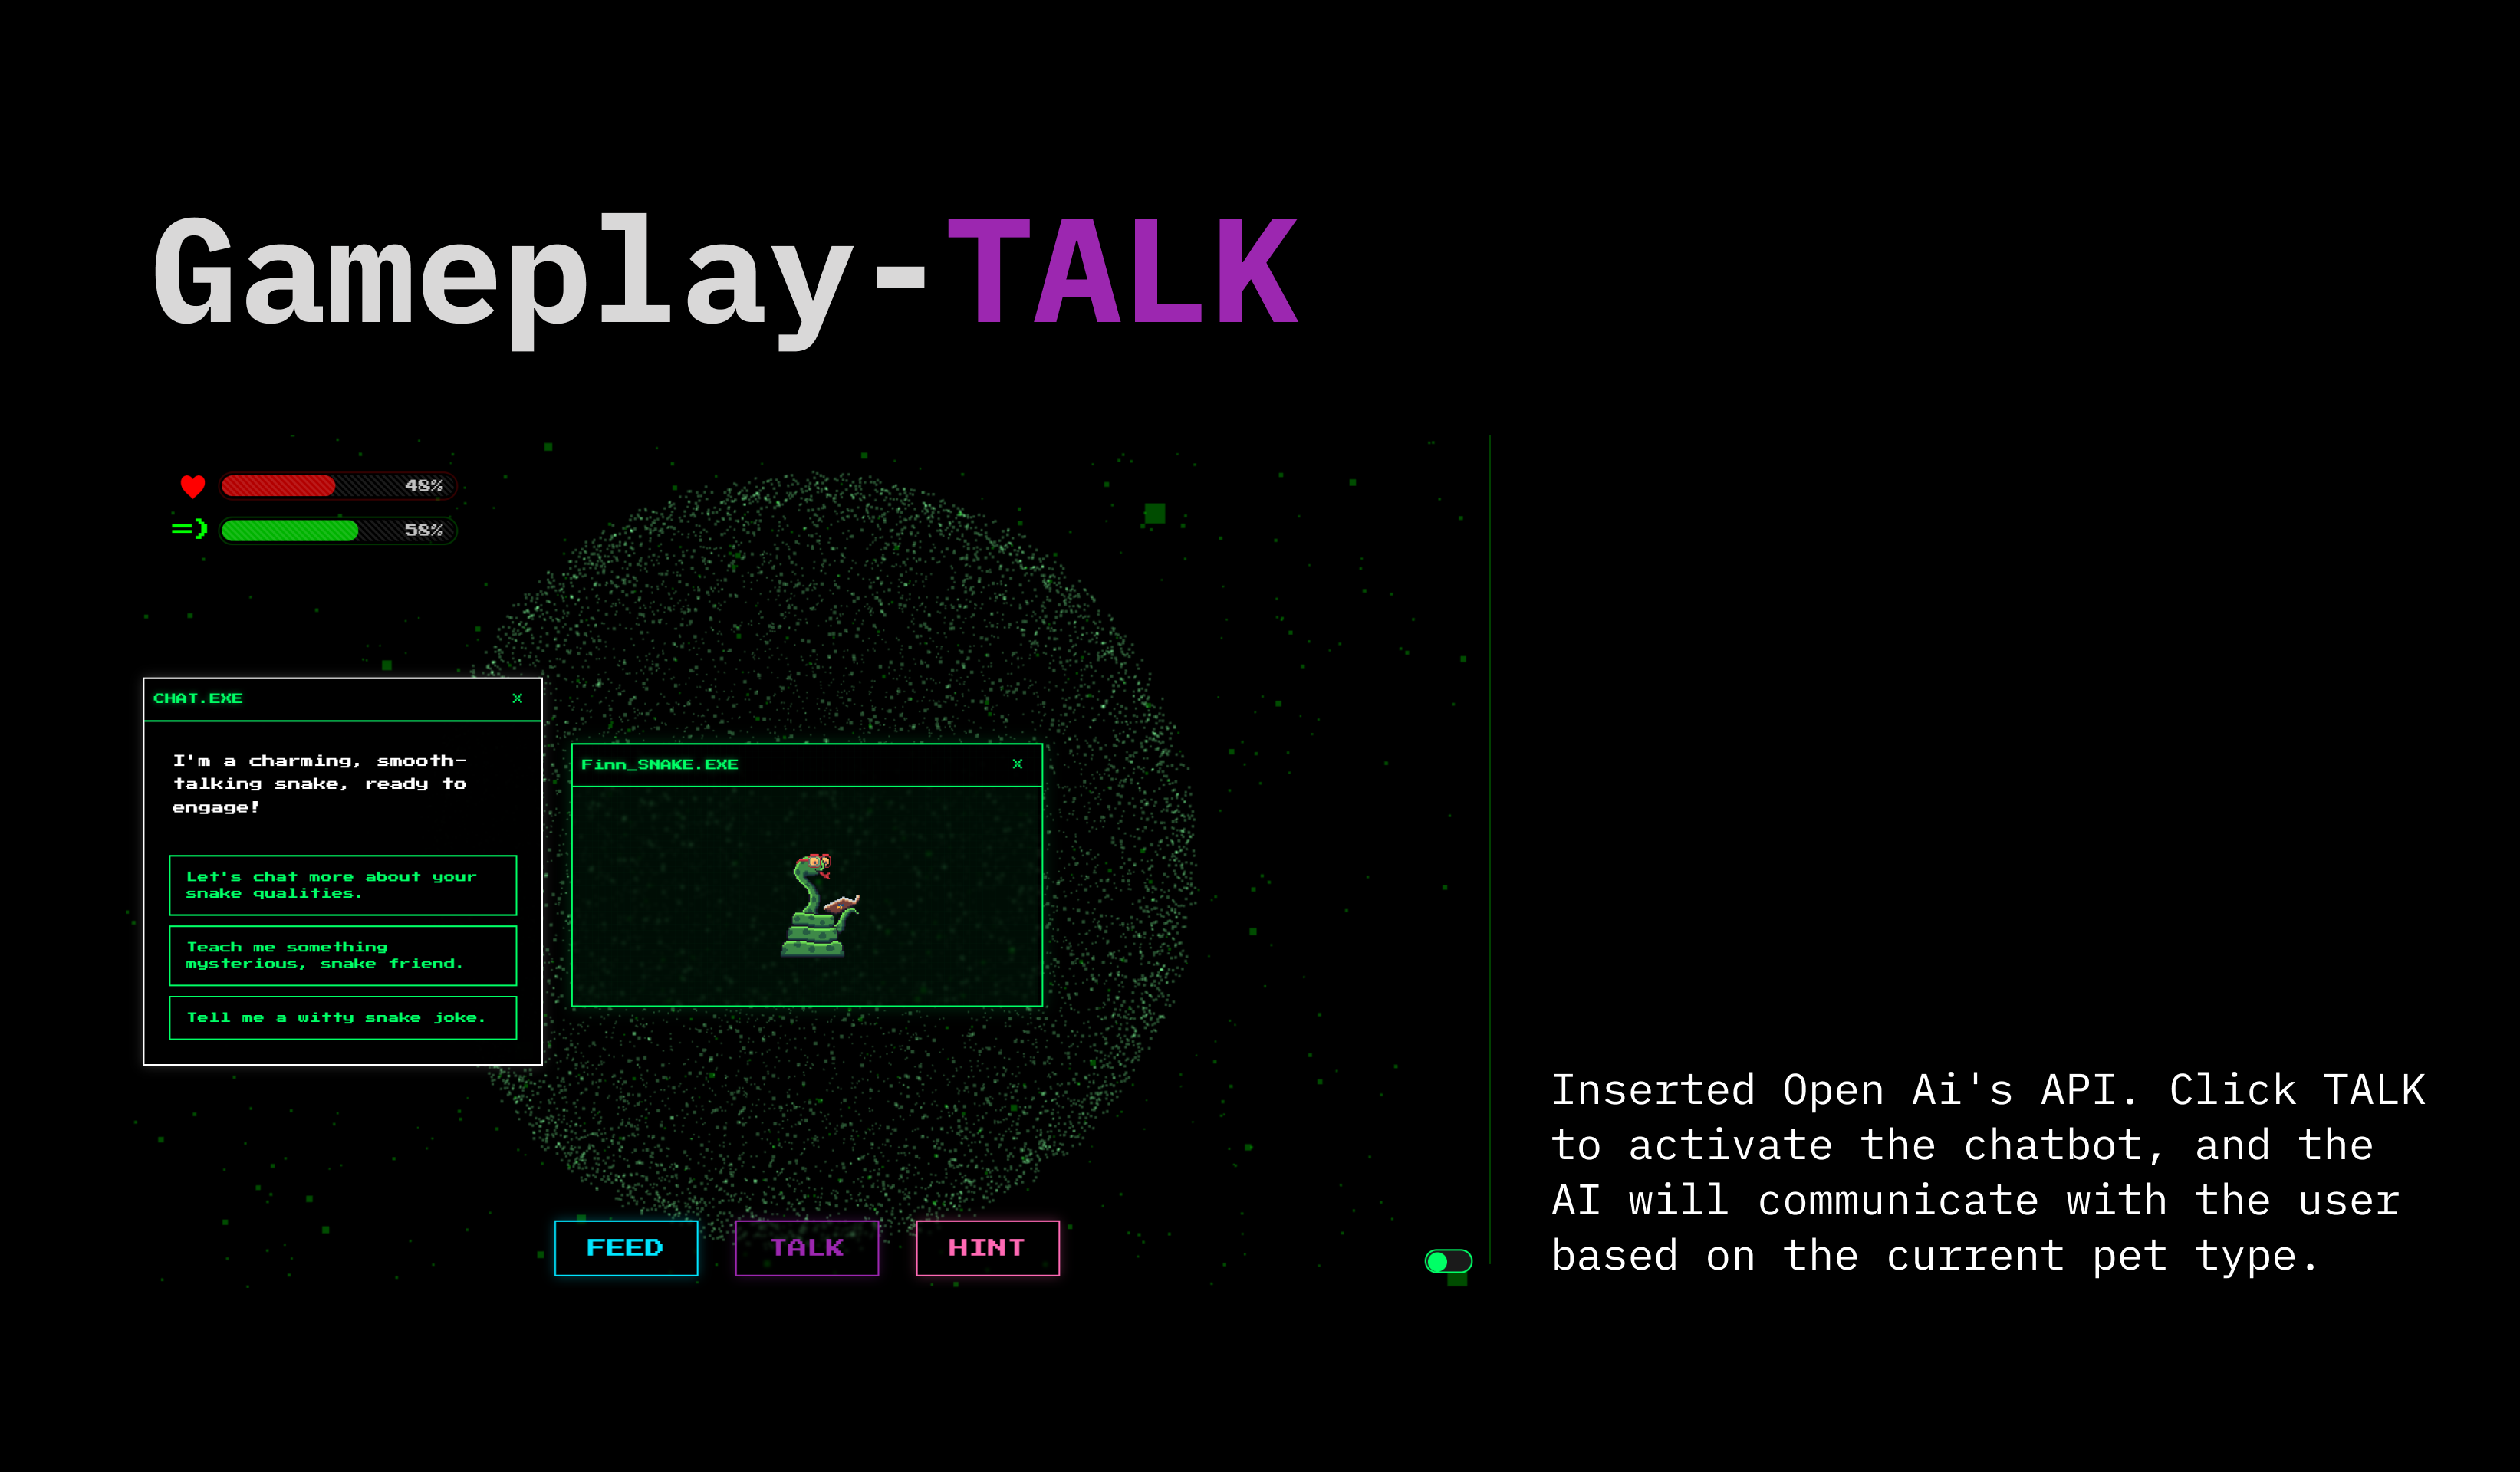 Gameplay-TALK
48%
=)
58%
CHAT.EXE
X
I'm a charming, smooth-
talking snake, ready to
engage!
Let's chat more about your
snake qualities.
Teach me something
mysterious, snake friend.
Tell me a witty snake joke.
Finn_SNAKE.EXE
X
FEED
TALK
HINT
Inserted Open Ai's API. Click TALK
to activate the chatbot, and the
AI will communicate with the user
based on the current pet type.